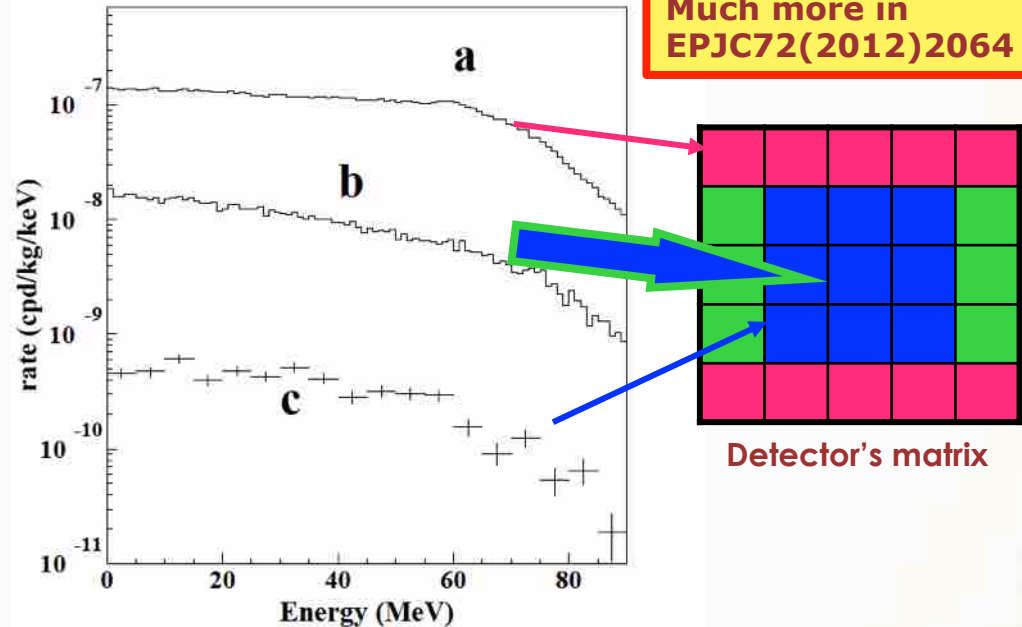 Much more in
EPJC72(2012)2064
a
b
c
rate (cpd/kg/keV)
10 -7
10 -8
10 -9
10 -10
10 -11
0 20 40 60 80
Energy (MeV)
Detector's matrix